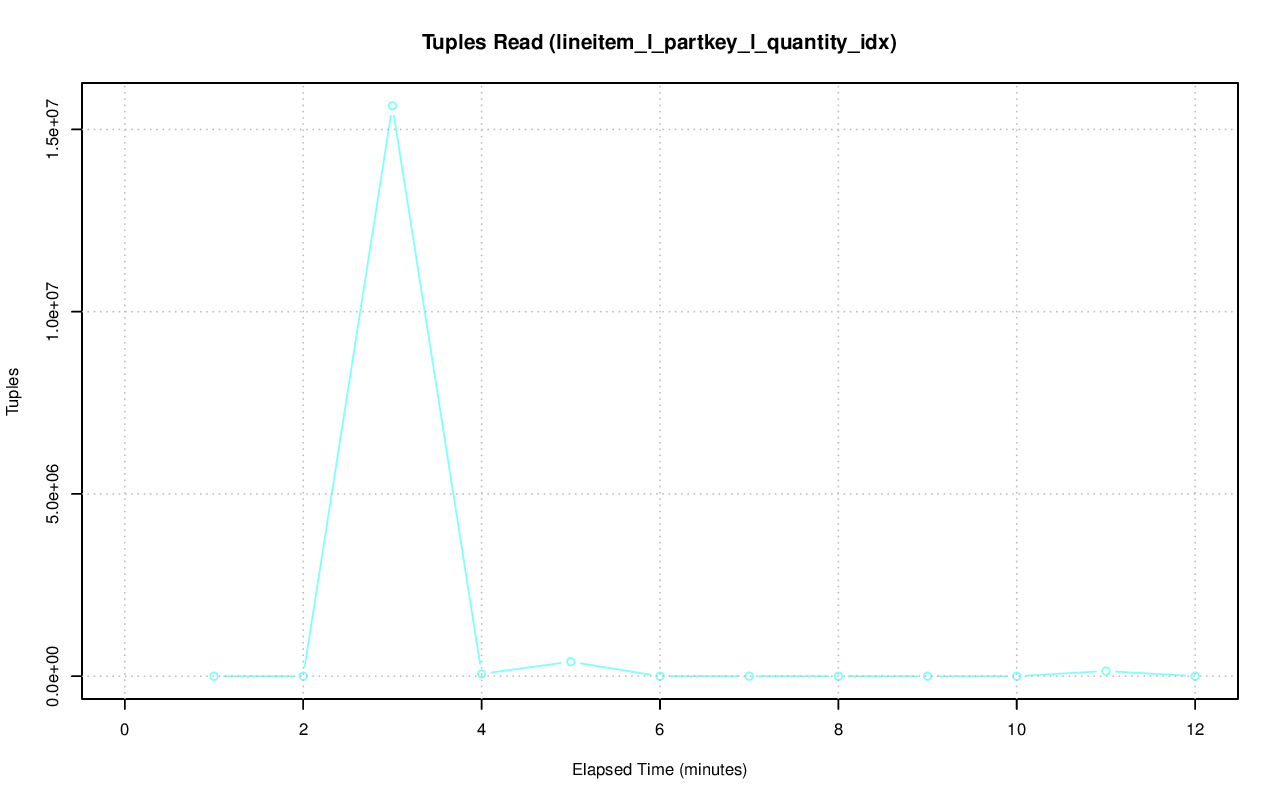 Tuples Read (lineitem_l_partkey_l_quantity_idx)
Tuples
1.5e+07
1.0e+07
5.0e+06
0.0e+00
0 2 4 6 8 10 12
Elapsed Time (minutes)